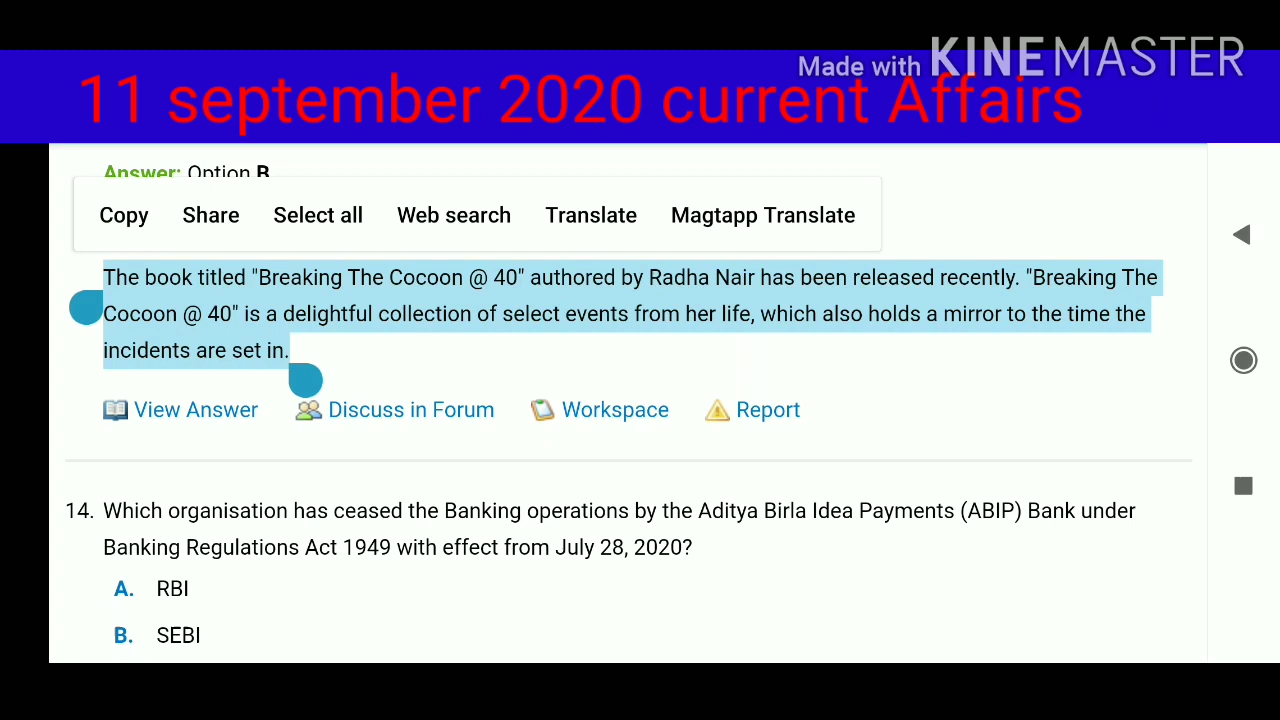 Made with KINEMASTER
11 september 2020 current Affairs
Answer: Option B
Copy Share Select all Web search Translate Magtapp Translate
The book titled "Breaking The Cocoon @ 40" authored by Radha Nair has been released recently. "Breaking The
Cocoon @ 40" is a delightful collection of select events from her life, which also holds a mirror to the time the
incidents are set in.
View Answer Discuss in Forum Workspace Report
14. Which organisation has ceased the Banking operations by the Aditya Birla Idea Payments (ABIP) Bank under
Banking Regulations Act 1949 with effect from July 28, 2020?
A. RBI
B. SEBI